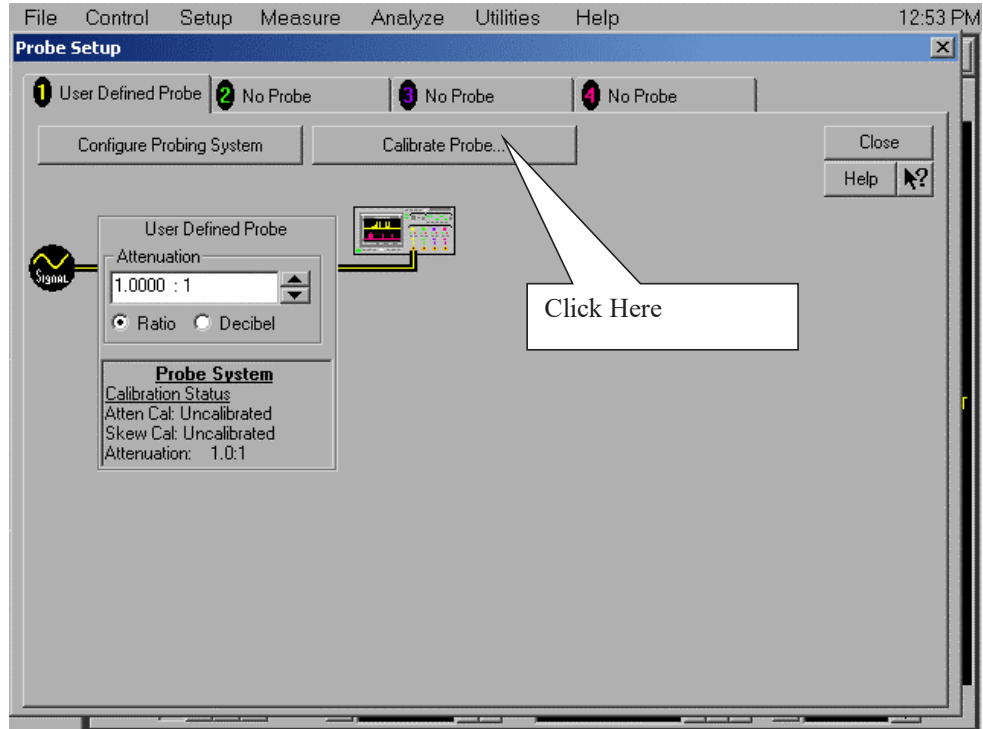 File Control Setup Measure Analyze Utilities Help 12:53 PM
Probe Setup
1 User Defined Probe 2 No Probe 3 No Probe 4 No Probe
Configure Probing System Calibrate Probe... Close
Help
User Defined Probe
Attenuation
Signal
1.0000 : 1
Ratio Decibel
Click Here
Probe System
Calibration Status
Atten Cal: Uncalibrated
Skew Cal: Uncalibrated
Attenuation: 1.0:1
T